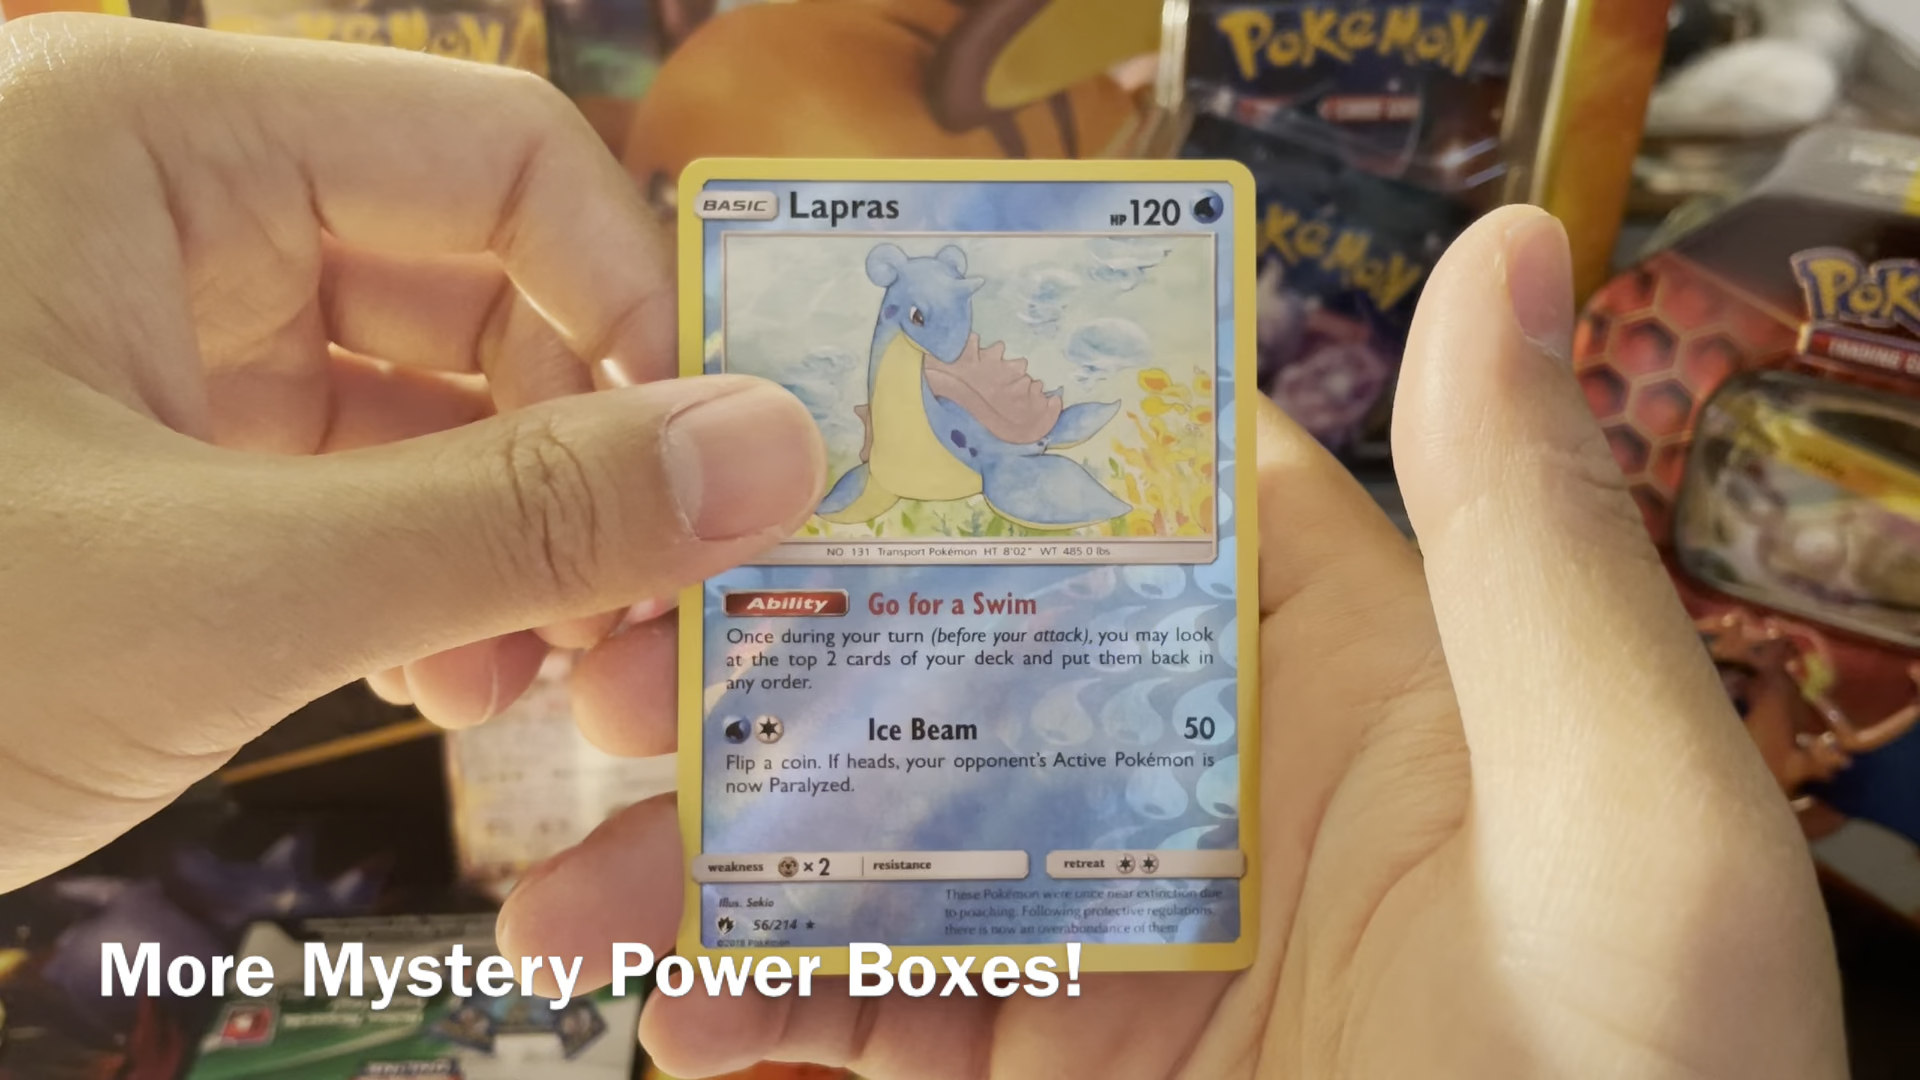 POKéMON
BASIC Lapras HP 120
NO 131 Transport Pokémon HT 8'02" WT 485.0 lbs
Ability Go for a Swim
Once during your turn (before your attack), you may look
at the top 2 cards of your deck and put them back in
any order.
Ice Beam 50
Flip a coin. If heads, your opponent's Active Pokémon is
now Paralyzed.
weakness × 2 resistance retreat
Illus. Sekio
56/214 ★
©2018 Pokémon
These Pokémon were once near extinction due
to poaching. Following protective regulations,
there is now an overabundance of them.
More Mystery Power Boxes!